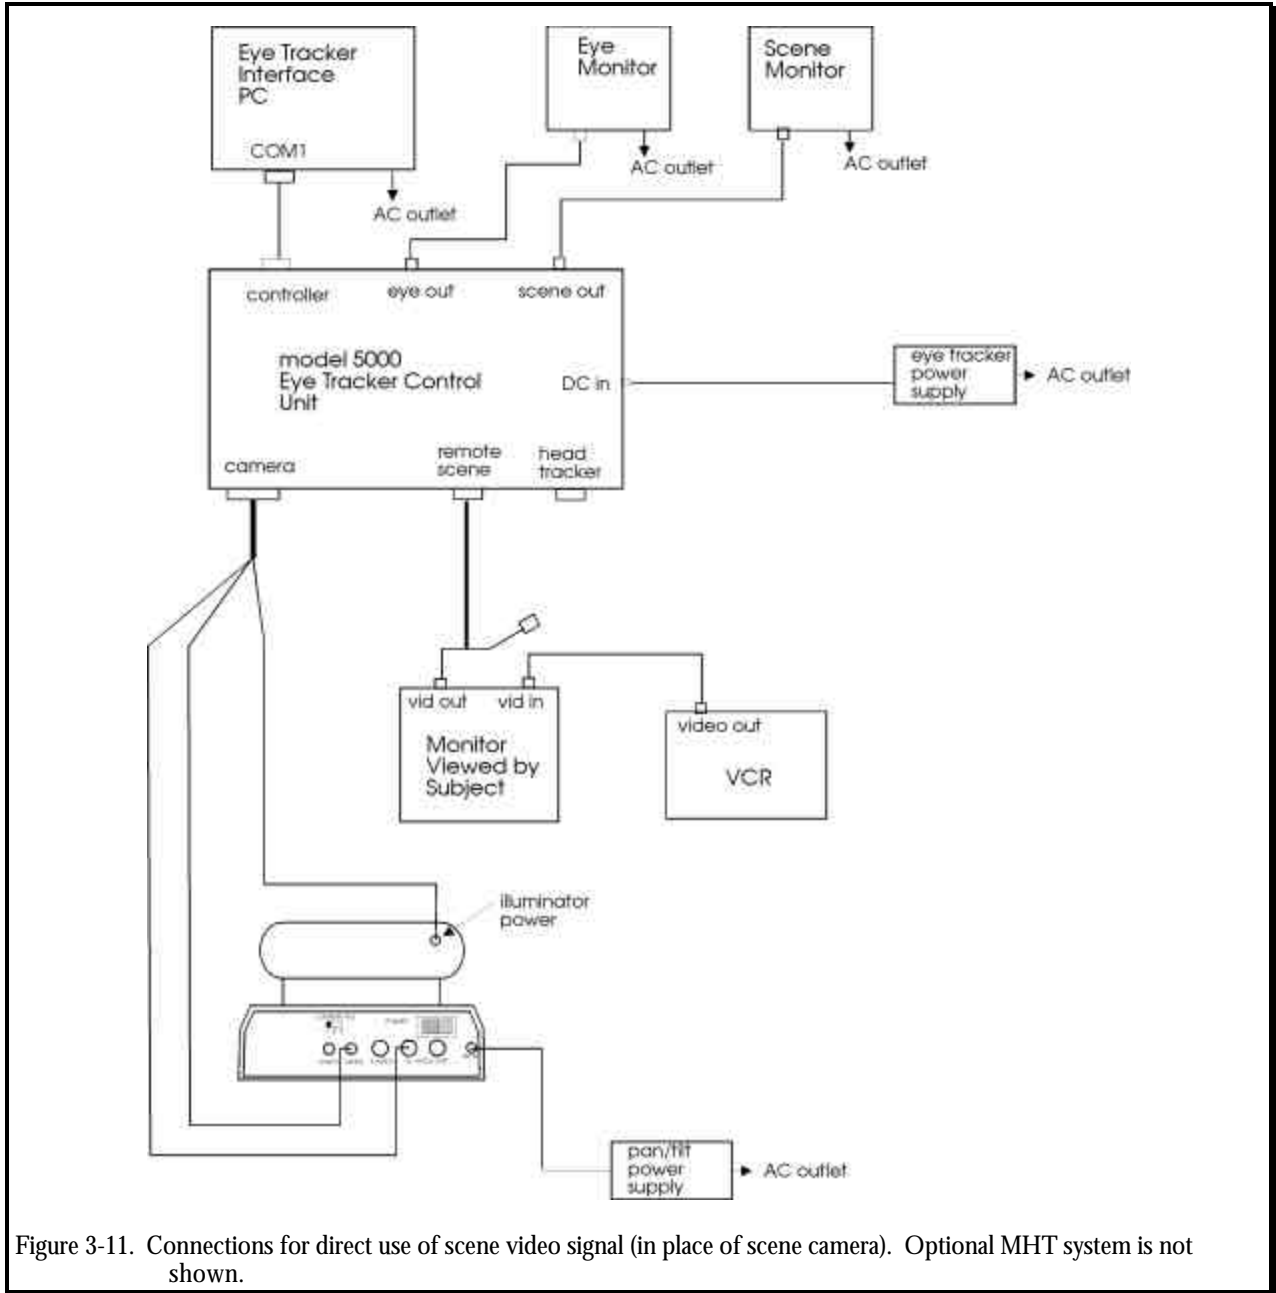 Eye Tracker
Interface
PC
COM1
AC outlet
Eye
Monitor
AC outlet
Scene
Monitor
AC outlet
controller
eye out
scene out
model 5000
Eye Tracker Control
Unit
DC in
eye tracker
power
supply
AC outlet
camera
remote
scene
head
tracker
vid out
vid in
Monitor
Viewed by
Subject
video out
VCR
illuminator
power
pan/tilt
power
supply
AC outlet
Figure 3-11. Connections for direct use of scene video signal (in place of scene camera). Optional MHT system is not
shown.